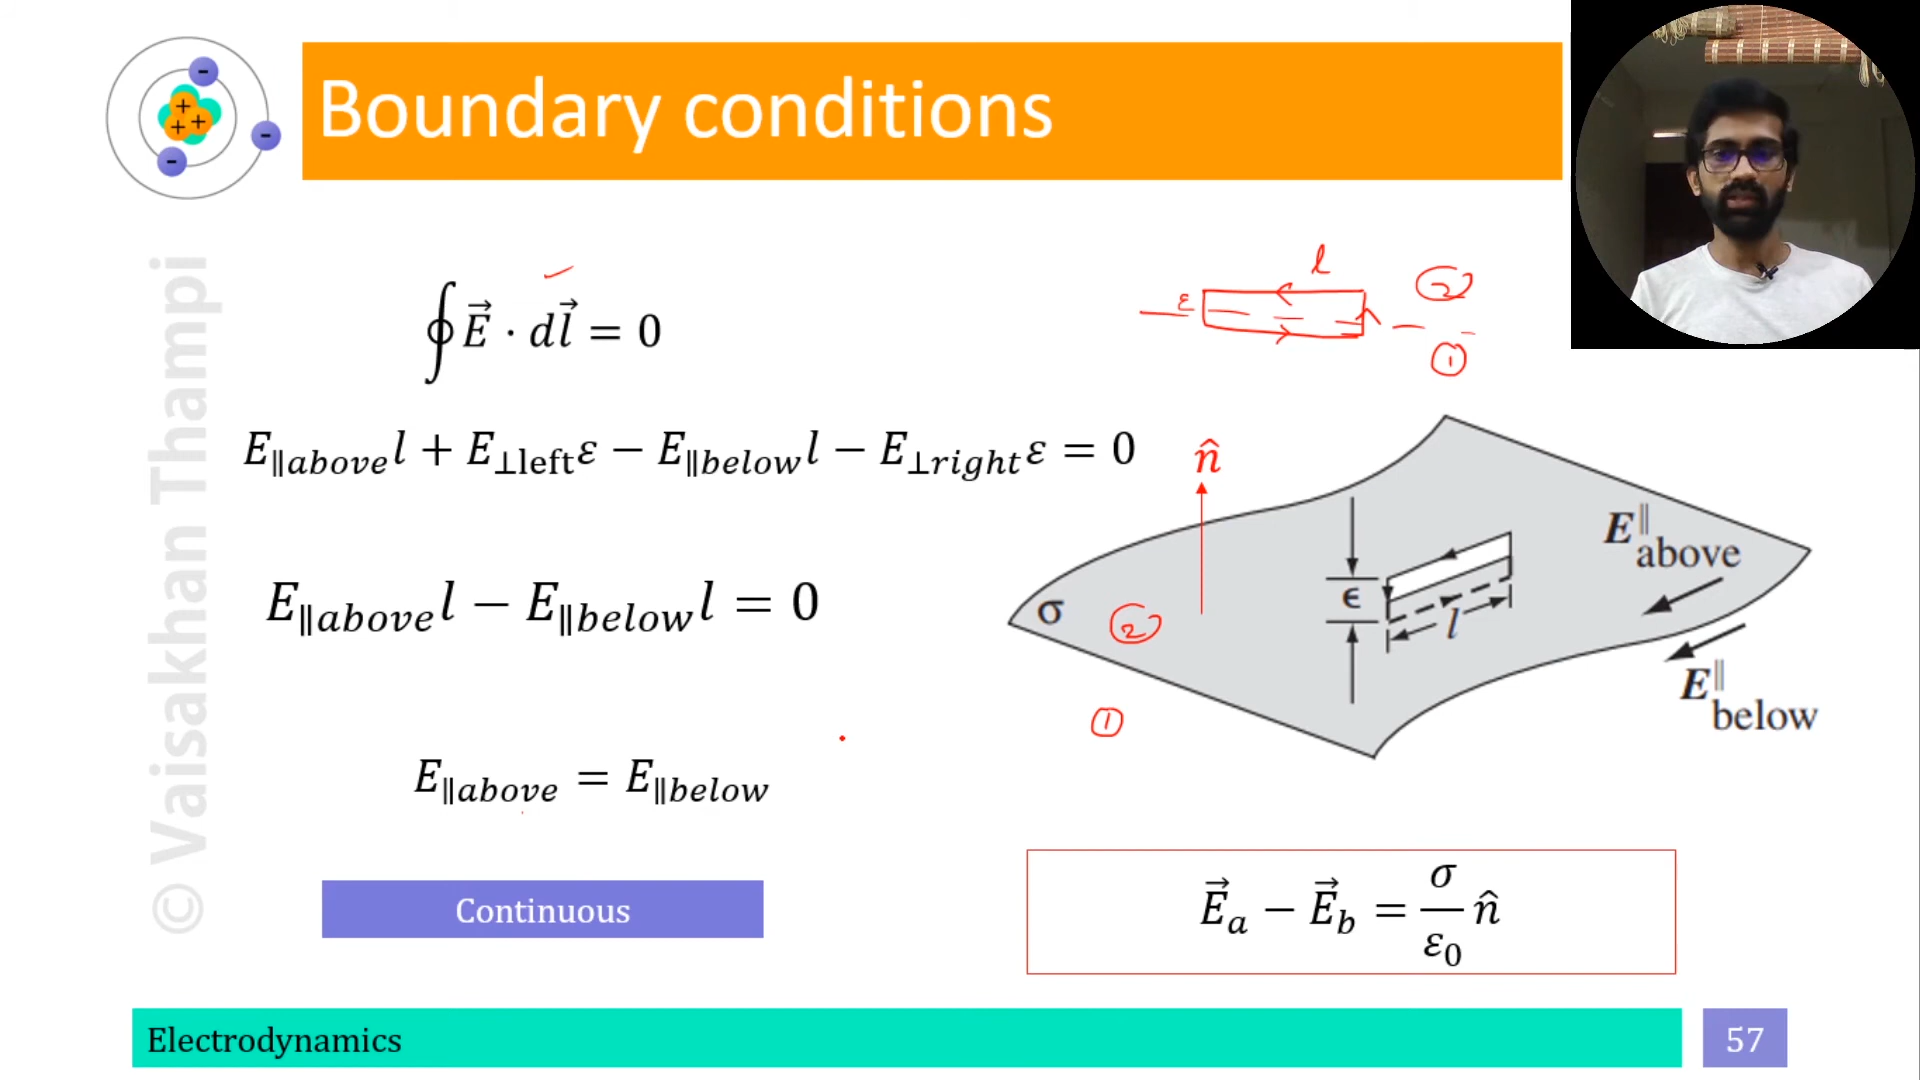 Boundary conditions
© Vaisakhan Thampi
∮E⃗ · dl⃗ = 0
l
ε
2
1
E∥above l + E⊥left ε − E∥below l − E⊥right ε = 0
n̂
E∥above l − E∥below l = 0
σ
2
ϵ
l
E∥above
E∥below
1
E∥above = E∥below
Continuous
E⃗a − E⃗b = σ/ε0 n̂
Electrodynamics
57